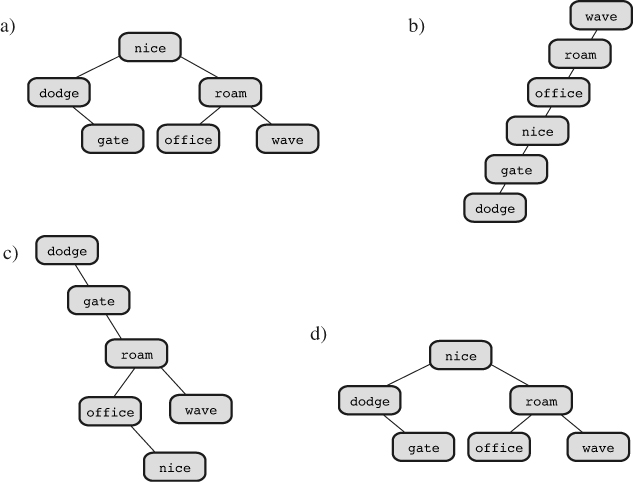 a)
nice
dodge
roam
gate
office
wave
b)
wave
roam
office
nice
gate
dodge
c)
dodge
gate
roam
office
wave
nice
d)
nice
dodge
roam
gate
office
wave